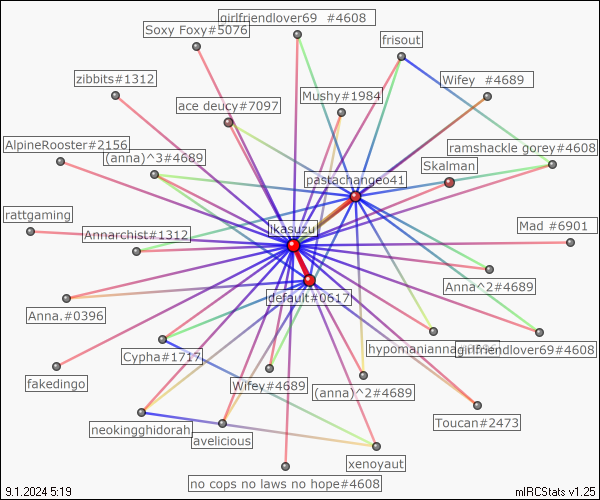 girlfriendlover69 #4608
Soxy Foxy#5076
frisout
zibbits#1312
Wifey #4689
Mushy#1984
ace deucy#7097
AlpineRooster#2156
ramshackle gorey#4608
(anna)^3#4689
Skalman
pastachangeo41
rattgaming
Mad #6901
ikasuzu
Annarchist#1312
Anna^2#4689
default#0617
Anna.#0396
hypomanianna
girlfriendlover69#4608
Cypha#1717
fakedingo
Wifey#4689
(anna)^2#4689
Toucan#2473
neokingghidorah
avelicious
xenoyaut
no cops no laws no hope#4608
9.1.2024 5:19
mIRCStats v1.25